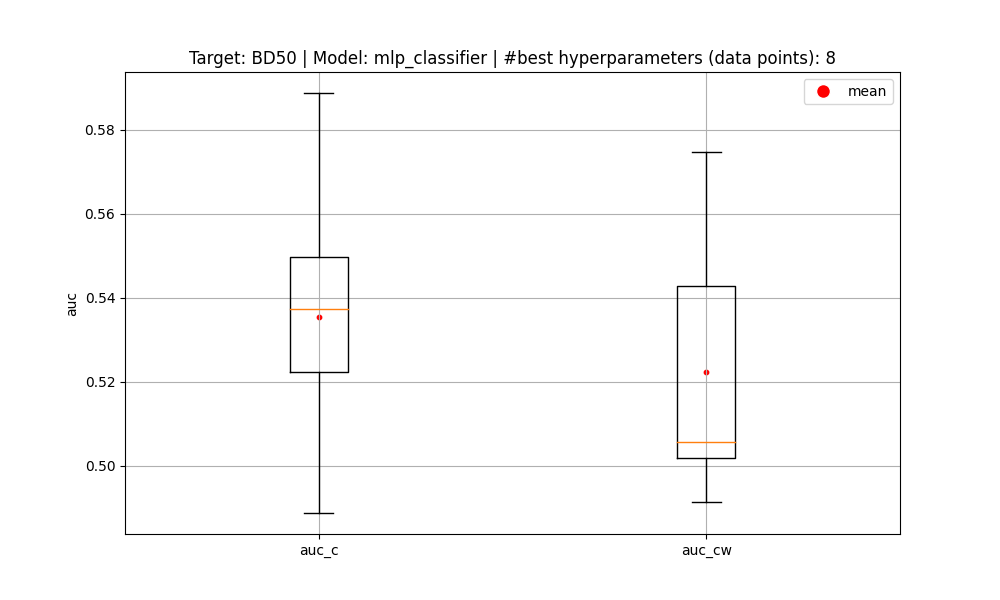 Target: BD50 | Model: mlp_classifier | #best hyperparameters (data points): 8
mean
0.58
0.56
0.54
0.52
0.50
auc
auc_c
auc_cw